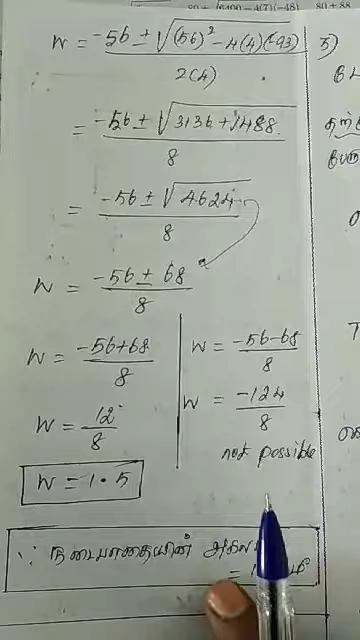 w = -56 ± √(56)² - 4(4)(-93) / 2(4)
= -56 ± √3136 + 1488 / 8
= -56 ± √4624 / 8
w = -56 ± 68 / 8
w = -56+68 / 8
w = 12 / 8
w = 1.5
w = -56-68 / 8
w = -124 / 8
not possible
∵ நடைபாதையின்
=
5)